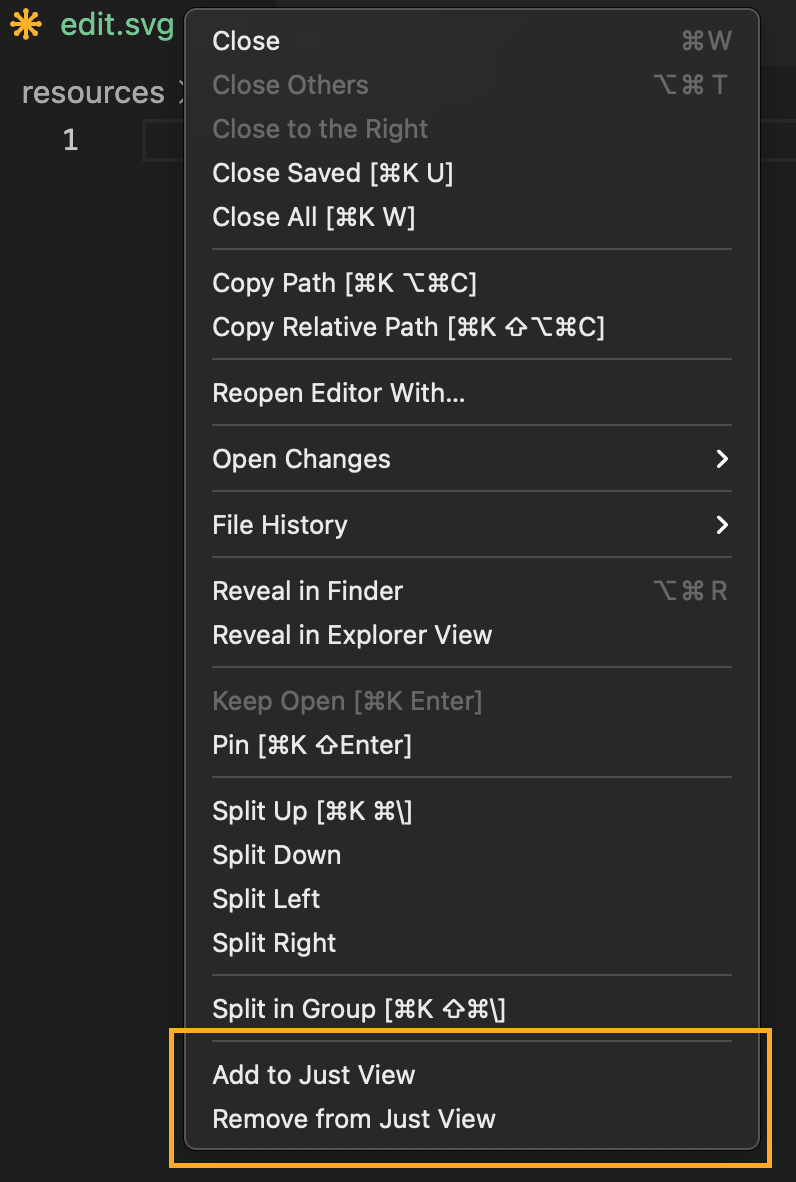 edit.svg
resources
1
Close ⌘W
Close Others ⌥⌘T
Close to the Right
Close Saved [⌘K U]
Close All [⌘K W]
Copy Path [⌘K ⌥⌘C]
Copy Relative Path [⌘K ⇧⌥⌘C]
Reopen Editor With...
Open Changes
File History
Reveal in Finder ⌥⌘R
Reveal in Explorer View
Keep Open [⌘K Enter]
Pin [⌘K ⇧Enter]
Split Up [⌘K ⌘\]
Split Down
Split Left
Split Right
Split in Group [⌘K ⇧⌘\]
Add to Just View
Remove from Just View